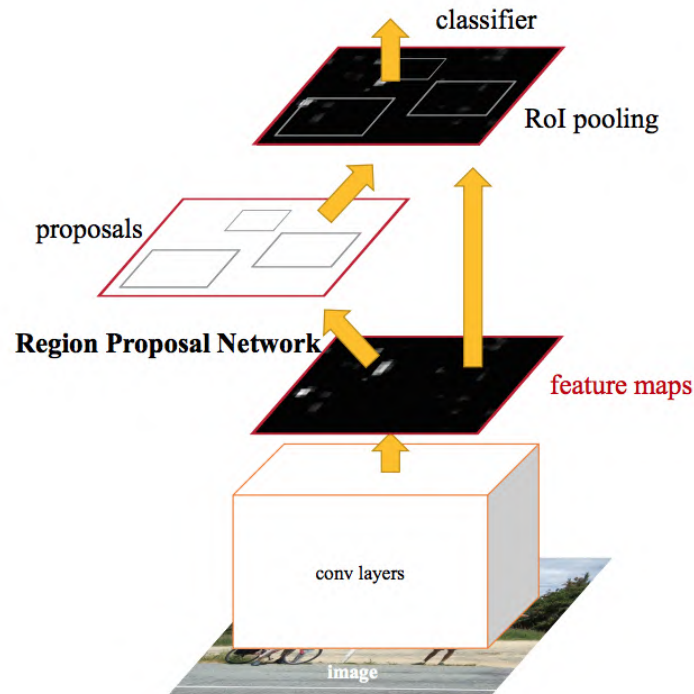 classifier
RoI pooling
proposals
Region Proposal Network
feature maps
conv layers
image